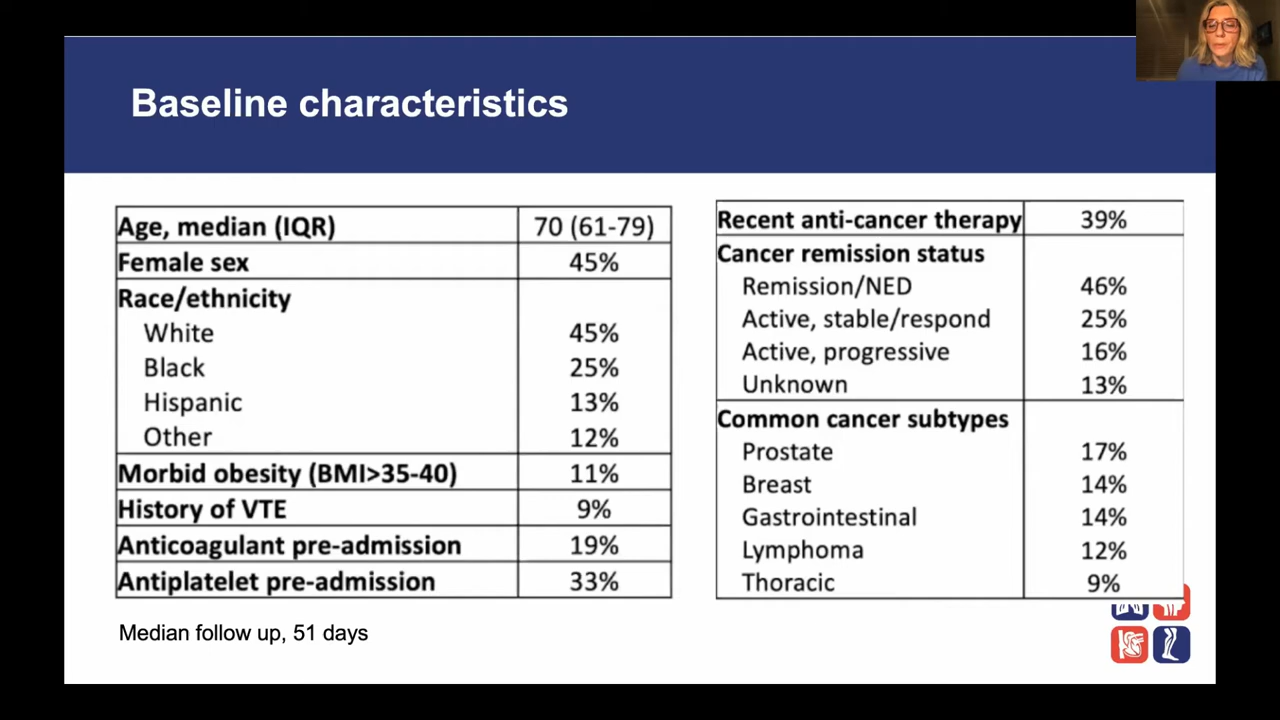 Baseline characteristics
Age, median (IQR) 70 (61-79)
Female sex 45%
Race/ethnicity
White 45%
Black 25%
Hispanic 13%
Other 12%
Morbid obesity (BMI>35-40) 11%
History of VTE 9%
Anticoagulant pre-admission 19%
Antiplatelet pre-admission 33%
Median follow up, 51 days
Recent anti-cancer therapy 39%
Cancer remission status
Remission/NED 46%
Active, stable/respond 25%
Active, progressive 16%
Unknown 13%
Common cancer subtypes
Prostate 17%
Breast 14%
Gastrointestinal 14%
Lymphoma 12%
Thoracic 9%